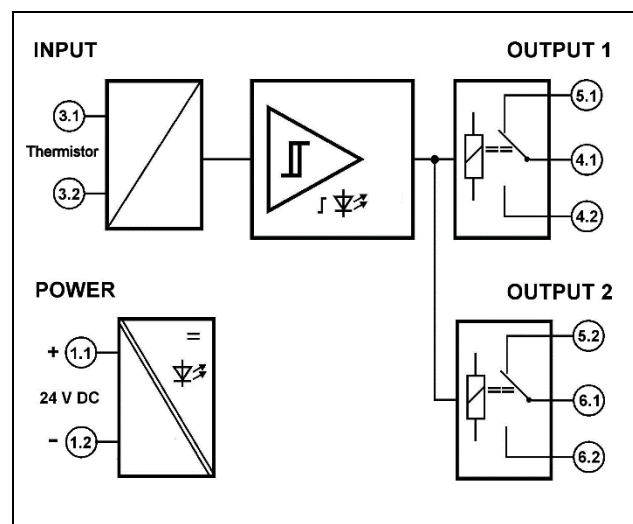 INPUT
3.1
Thermistor
3.2
OUTPUT 1
5.1
4.1
4.2
POWER
+ 1.1
24 V DC
− 1.2
=
OUTPUT 2
5.2
6.1
6.2